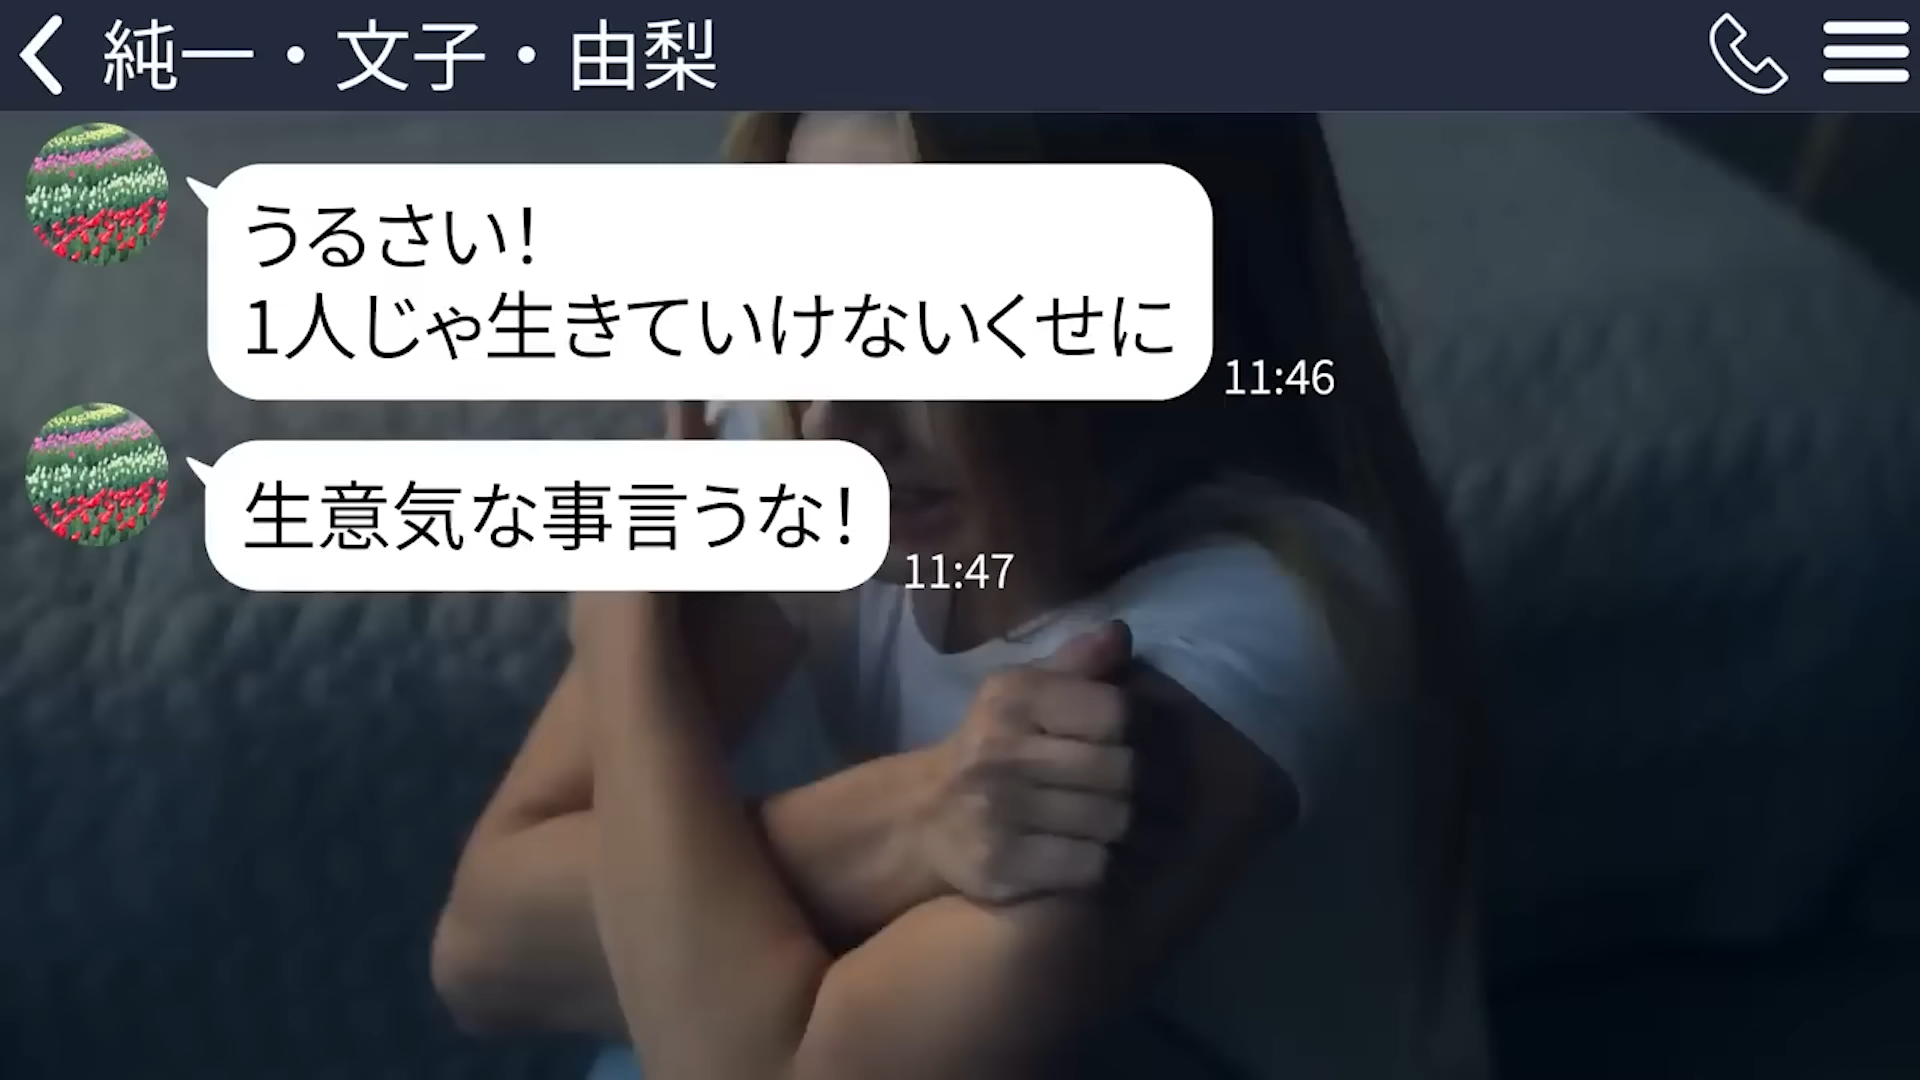 純一・文子・由梨
うるさい！
1人じゃ生きていけないくせに
11:46
生意気な事言うな！
11:47